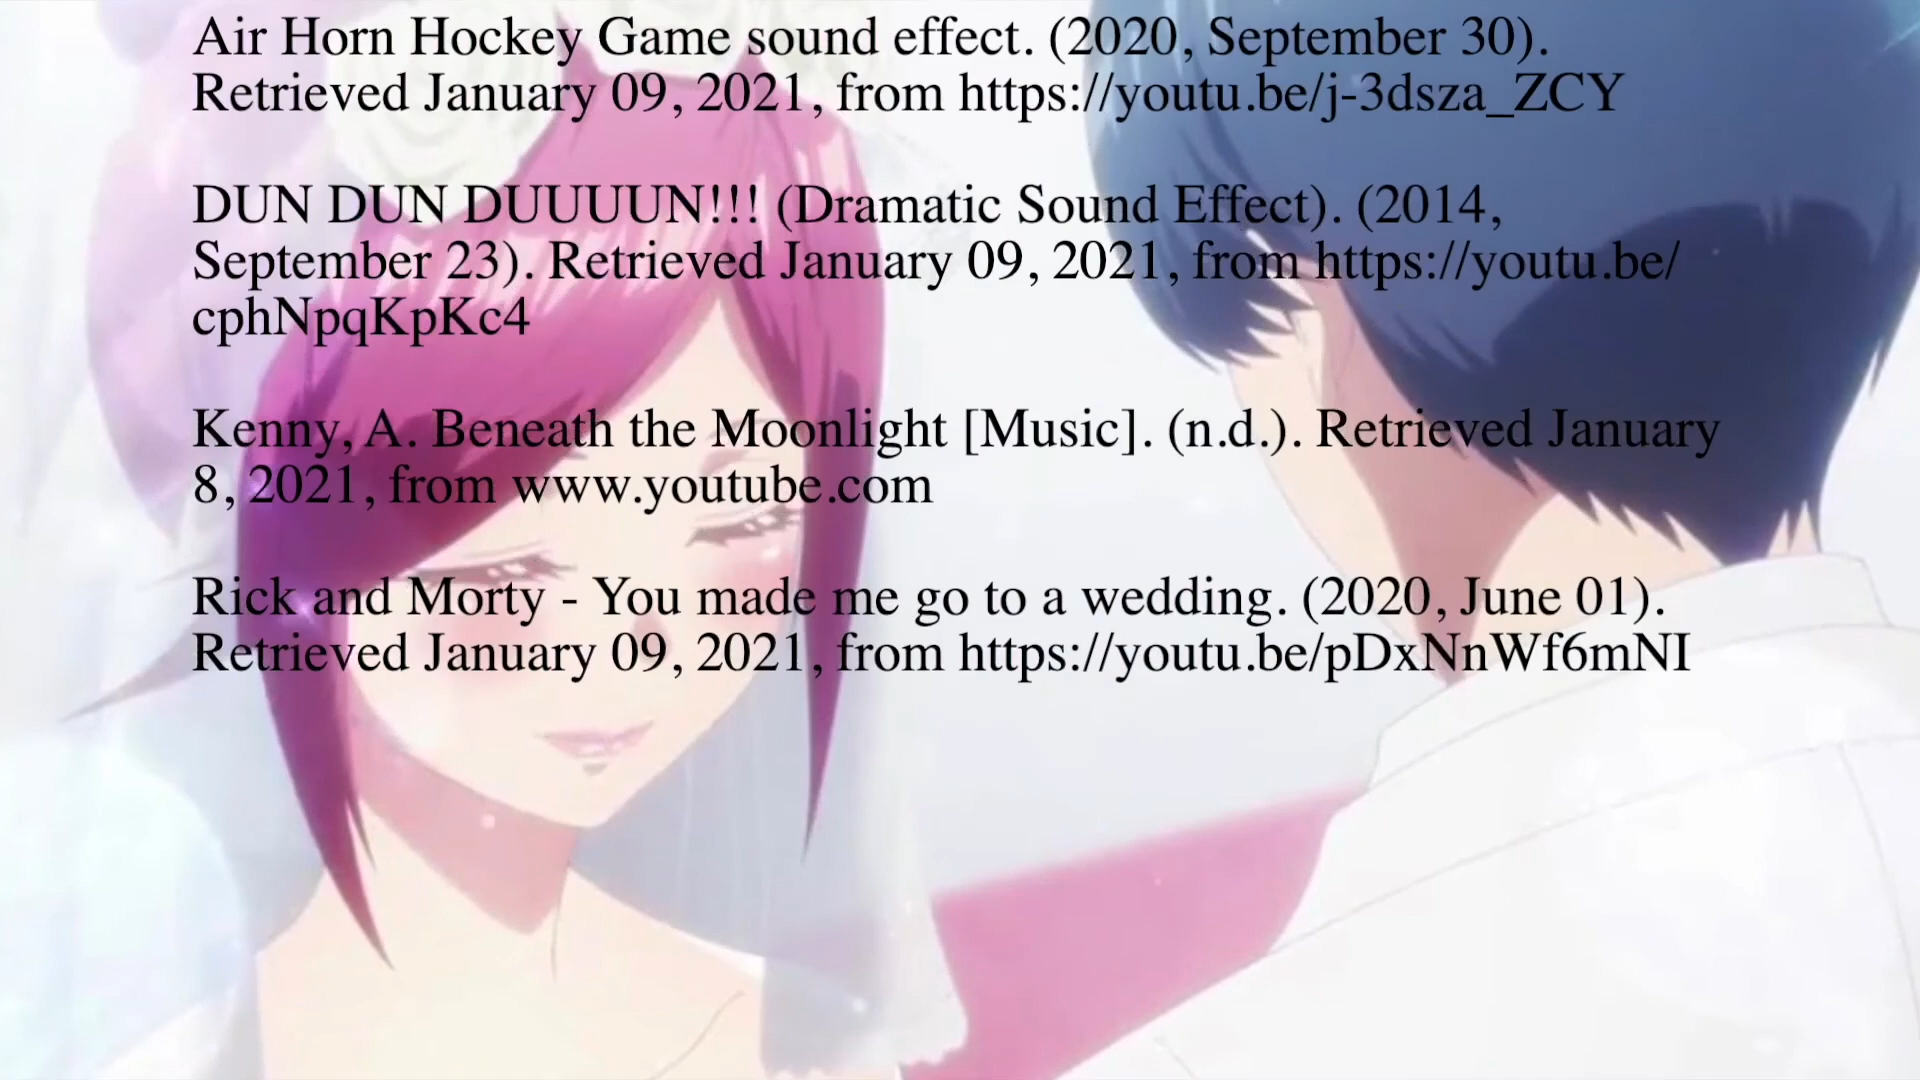 Air Horn Hockey Game sound effect. (2020, September 30).
Retrieved January 09, 2021, from https://youtu.be/j-3dsza_ZCY
DUN DUN DUUUUN!!! (Dramatic Sound Effect). (2014,
September 23). Retrieved January 09, 2021, from https://youtu.be/
cphNpqKpKc4
Kenny, A. Beneath the Moonlight [Music]. (n.d.). Retrieved January
8, 2021, from www.youtube.com
Rick and Morty - You made me go to a wedding. (2020, June 01).
Retrieved January 09, 2021, from https://youtu.be/pDxNnWf6mNI